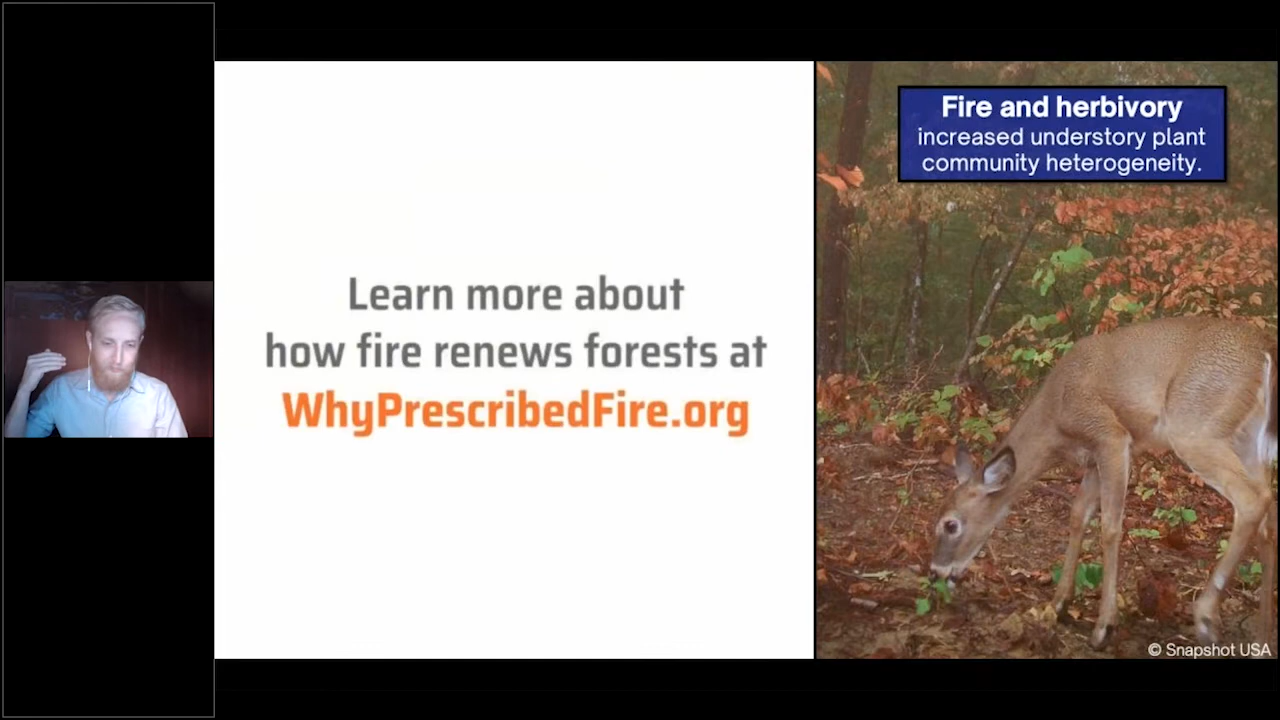 Learn more about
how fire renews forests at
WhyPrescribedFire.org
Fire and herbivory
increased understory plant
community heterogeneity.
© Snapshot USA